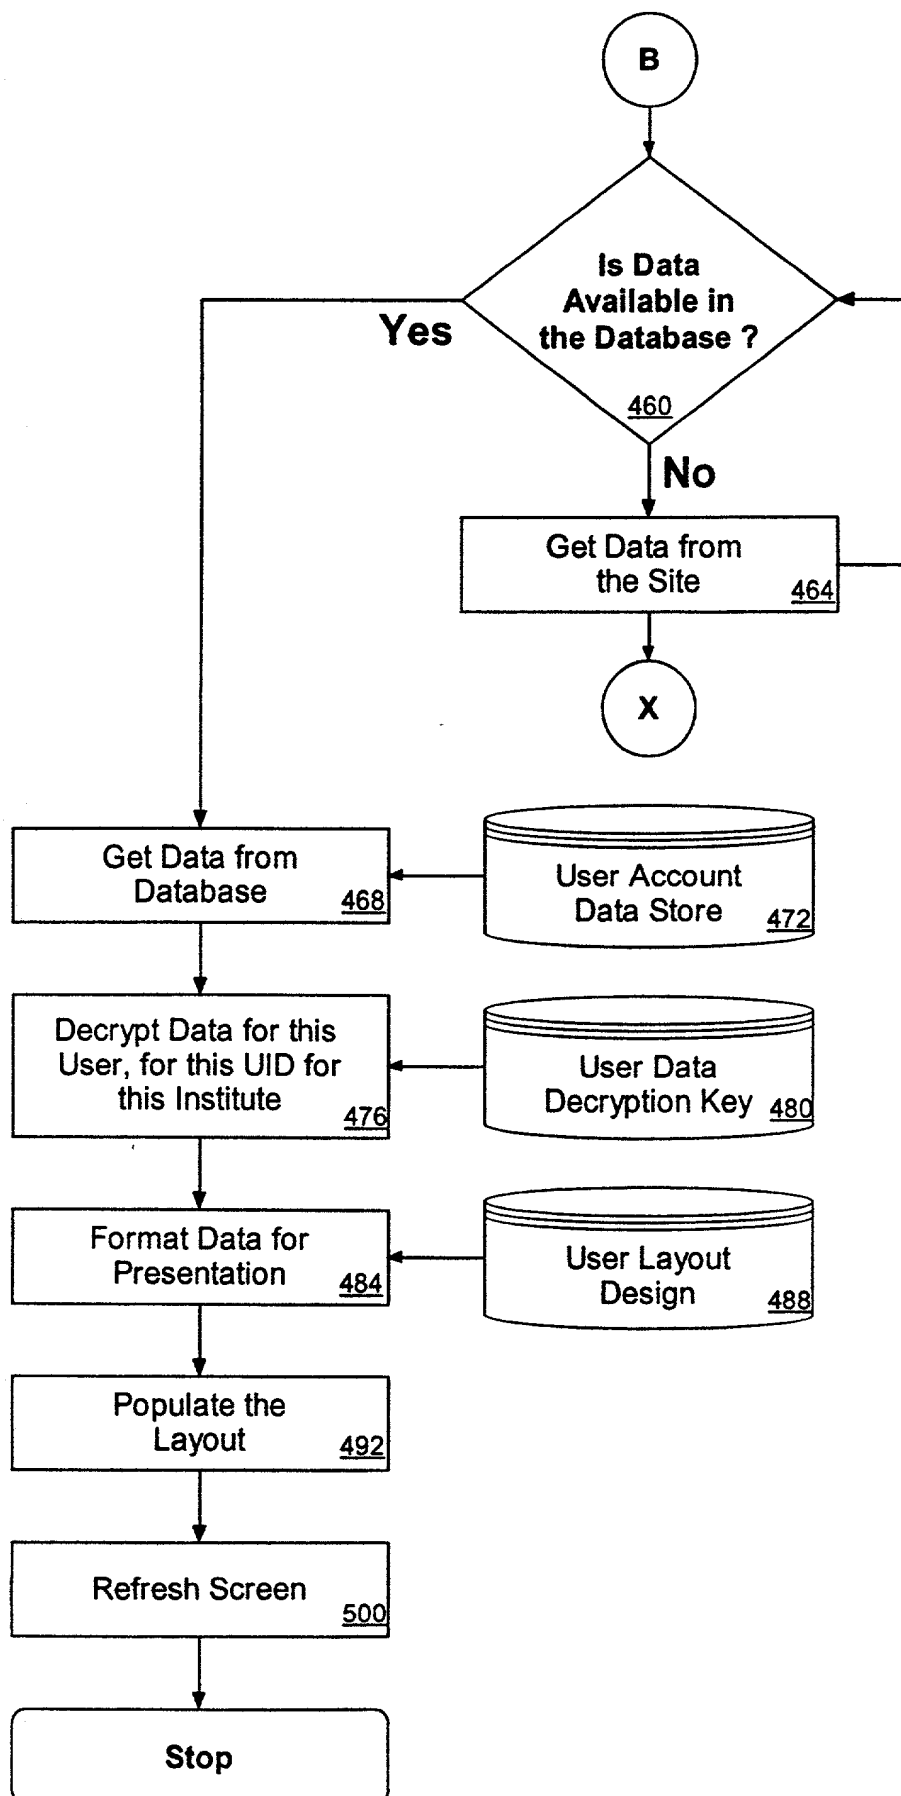 B
Is Data
Available in
the Database ?
460
Yes
No
Get Data from
the Site
464
X
Get Data from
Database
468
User Account
Data Store
472
Decrypt Data for this
User, for this UID for
this Institute
476
User Data
Decryption Key
480
Format Data for
Presentation
484
User Layout
Design
488
Populate the
Layout
492
Refresh Screen
500
Stop